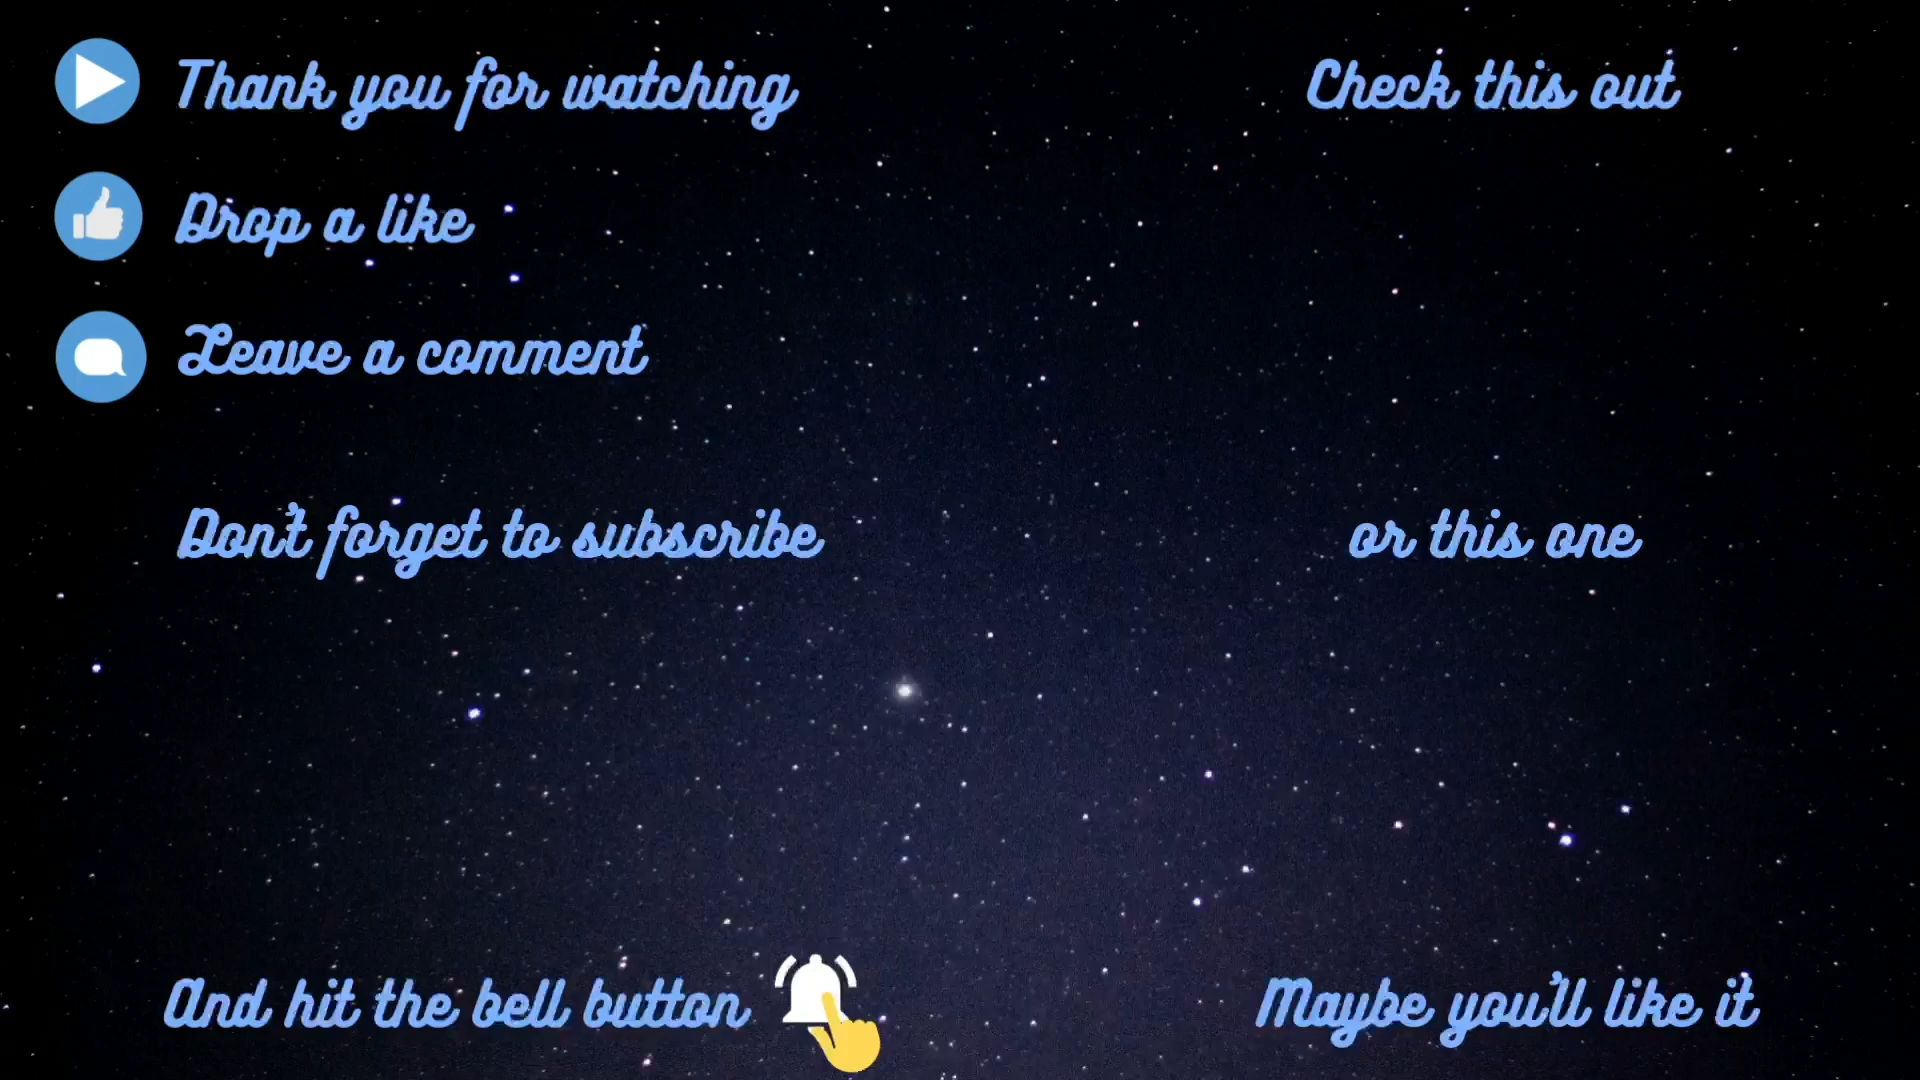 Thank you for watching
Drop a like
Leave a comment
Don't forget to subscribe
And hit the bell button
Check this out
or this one
Maybe you'll like it